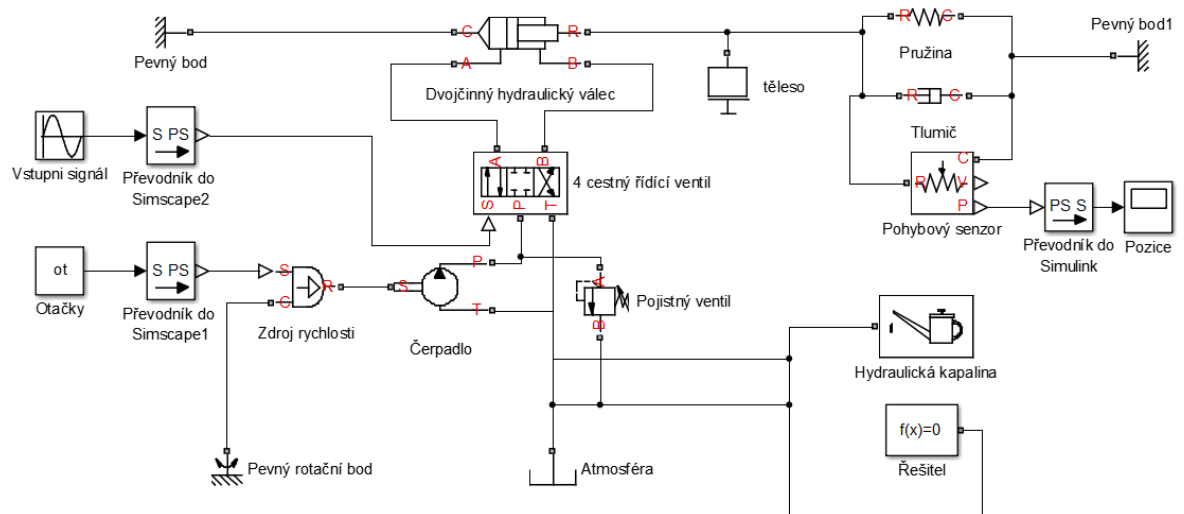 C
R
A
B
Pevný bod
Dvojčinný hydraulický válec
těleso
R
C
Pružina
Pevný bod1
R
C
Tlumič
S PS
Vstupni signál
Převodník do
Simscape2
A
B
S
P
T
4 cestný řídící ventil
C
R
V
P
Pohybový senzor
PS S
Převodník do
Simulink
Pozice
ot
Otačky
S PS
Převodník do
Simscape1
S
C
R
Zdroj rychlosti
S
P
T
Čerpadlo
A
B
Pojistný ventil
Hydraulická kapalina
f(x)=0
Řešitel
Pevný rotační bod
Atmosféra